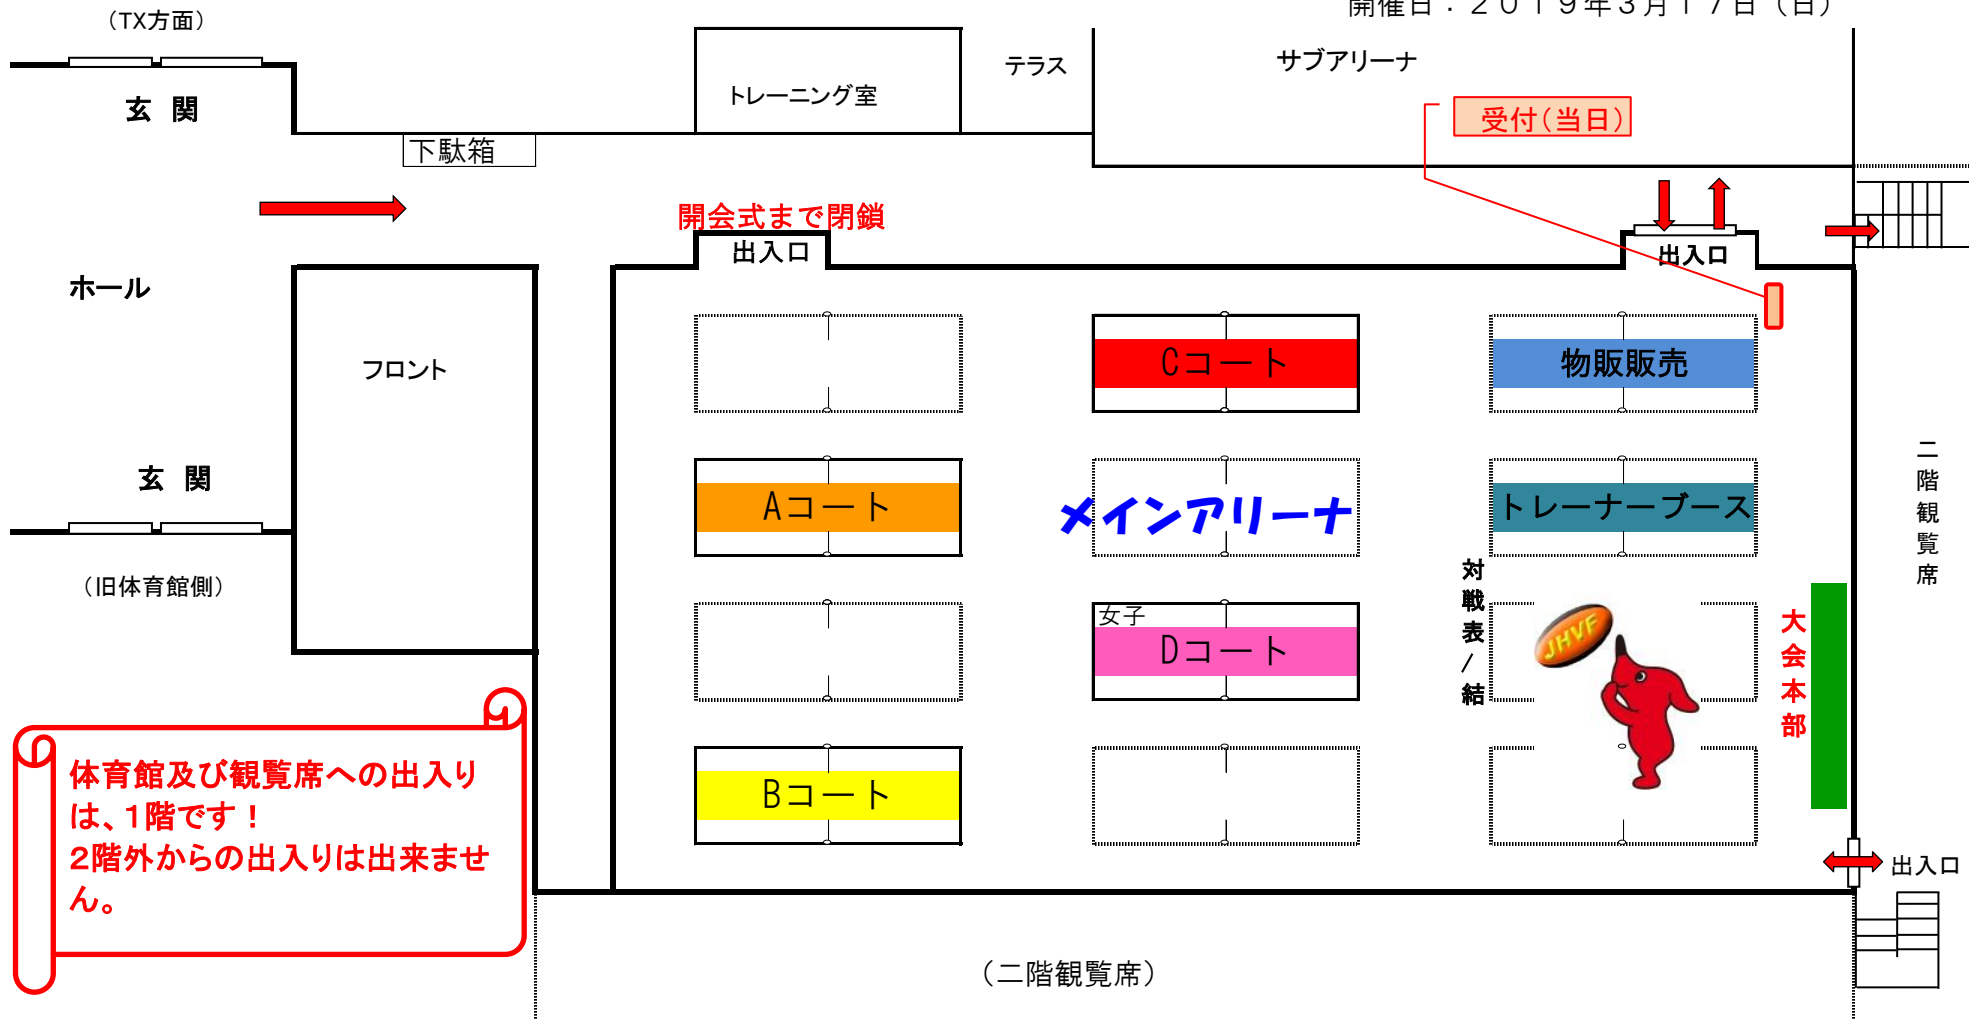 開催日：２０１９年３月１７日（日）
（TX方面）
玄 関
トレーニング室
テラス
サブアリーナ
受付（当日）
下駄箱
開会式まで閉鎖
出入口
出入口
ホール
フロント
Cコート
物販販売
玄 関
Aコート
メインアリーナ
トレーナーブース
二階観覧席
（旧体育館側）
女子
Dコート
対戦表/結
JHVF
大会本部
体育館及び観覧席への出入り
は、1階です！
2階外からの出入りは出来ませ
ん。
Bコート
出入口
（二階観覧席）